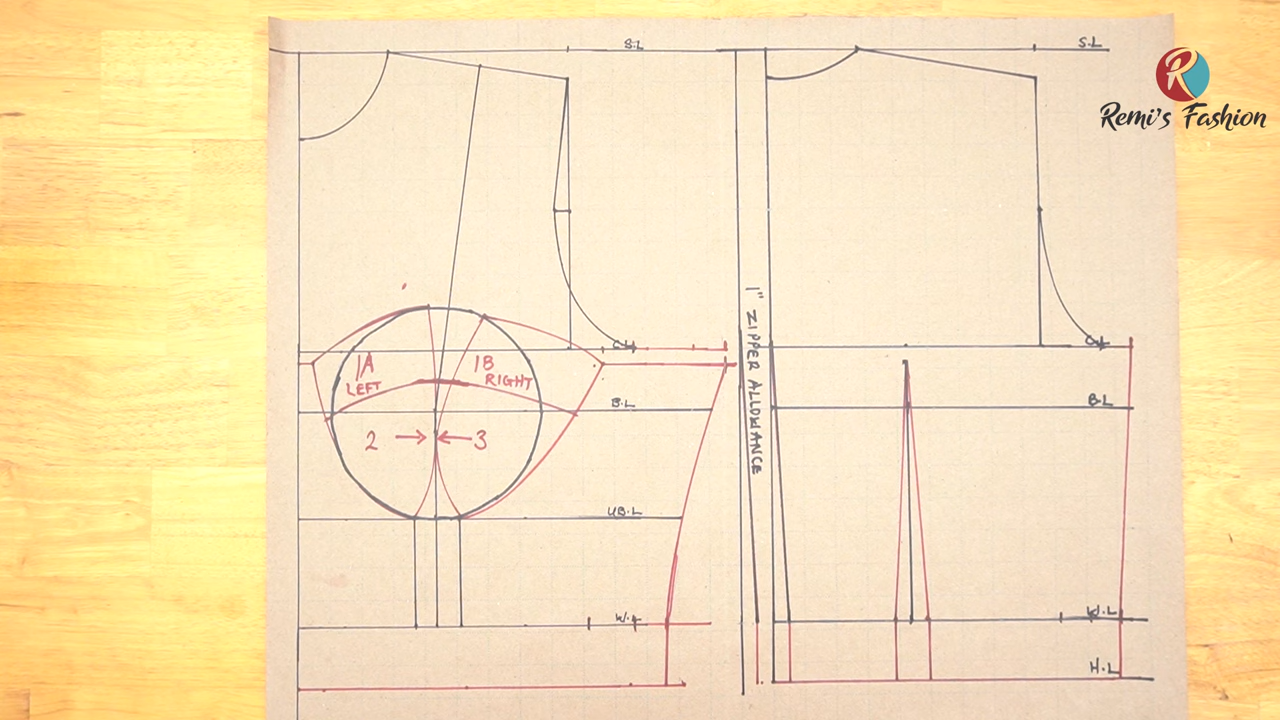 S.L
S.L
R
Remi's Fashion
C.L
C.L
1" ZIPPER ALLOWANCE
1A
LEFT
1B
RIGHT
B.L
B.L
2 → ← 3
UB.L
W.L
W.L
H.L